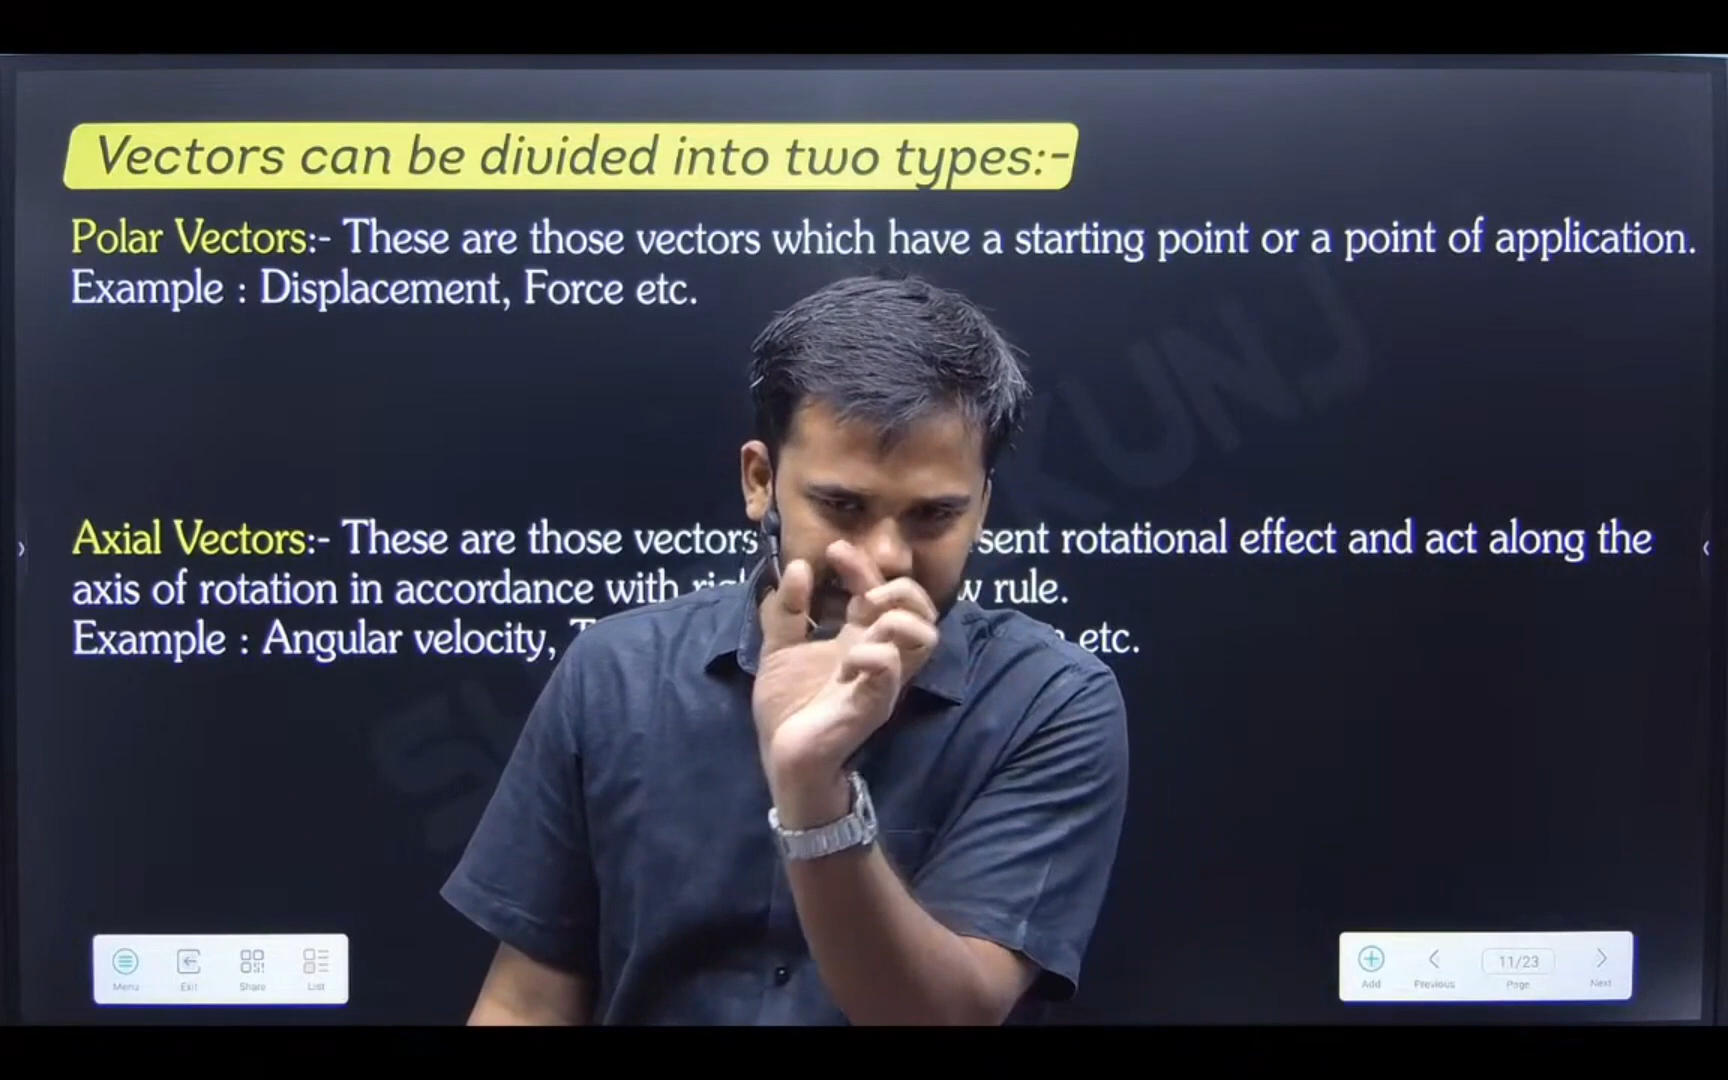 Vectors can be divided into two types:-
Polar Vectors:- These are those vectors which have a starting point or a point of application.
Example : Displacement, Force etc.
KUNJ
Axial Vectors:- These are those vectors rotational effect and act along the
axis of rotation in accordance with rule.
Example : Angular velocity, etc.
Menu Exit Share List
Add Previous 11/23 Page Next